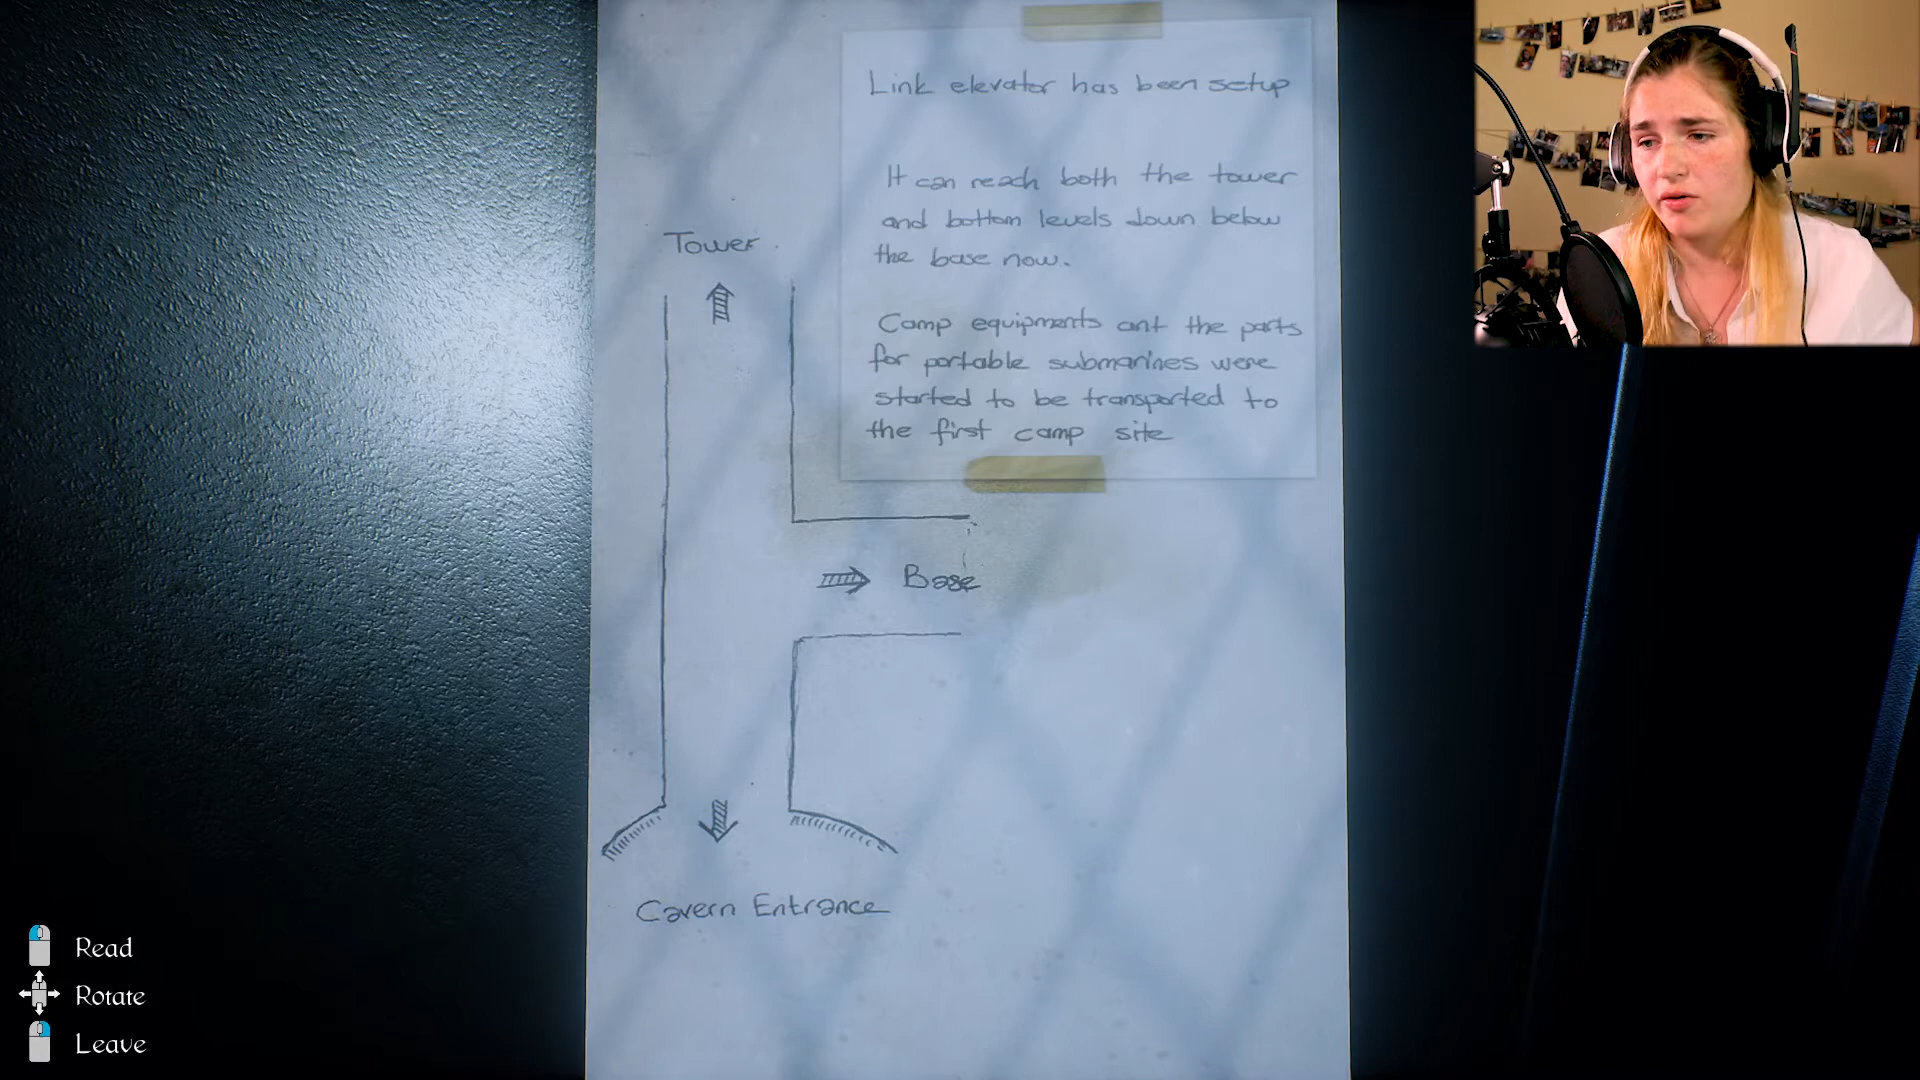 Link elevator has been setup
It can reach both the tower
and bottom levels down below
the base now.
Camp equipments ant the parts
for portable submarines were
started to be transported to
the first camp site
Tower
Base
Cavern Entrance
Read
Rotate
Leave